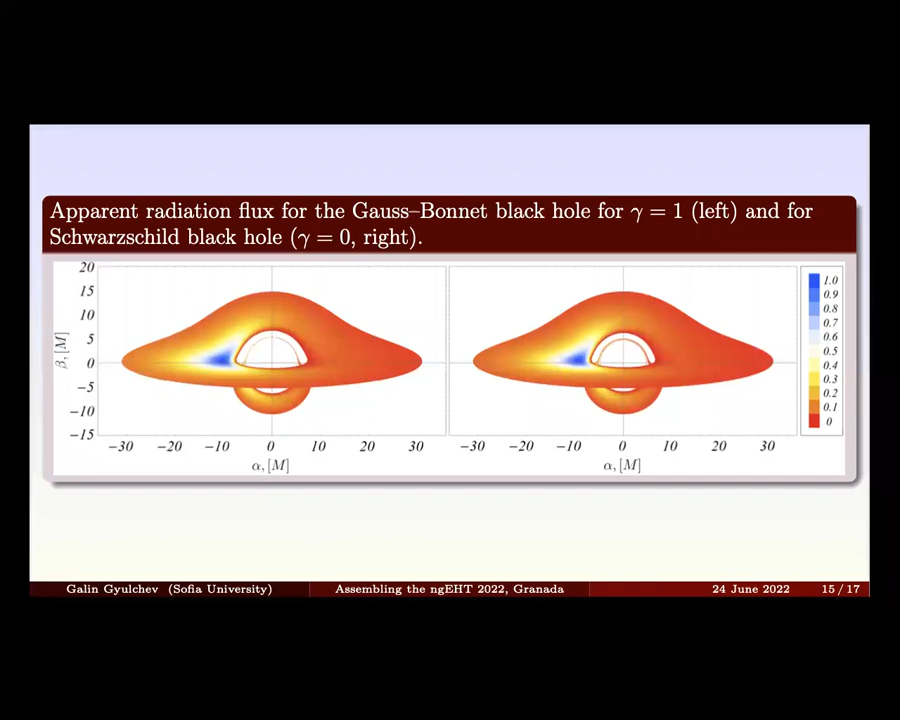 Apparent radiation flux for the Gauss–Bonnet black hole for γ = 1 (left) and for
Schwarzschild black hole (γ = 0, right).
20
15
10
5
0
−5
−10
−15
β, [M]
−30 −20 −10 0 10 20 30
α, [M]
−30 −20 −10 0 10 20 30
α, [M]
1.0
0.9
0.8
0.7
0.6
0.5
0.4
0.3
0.2
0.1
0
Galin Gyulchev (Sofia University) Assembling the ngEHT 2022, Granada 24 June 2022 15 / 17